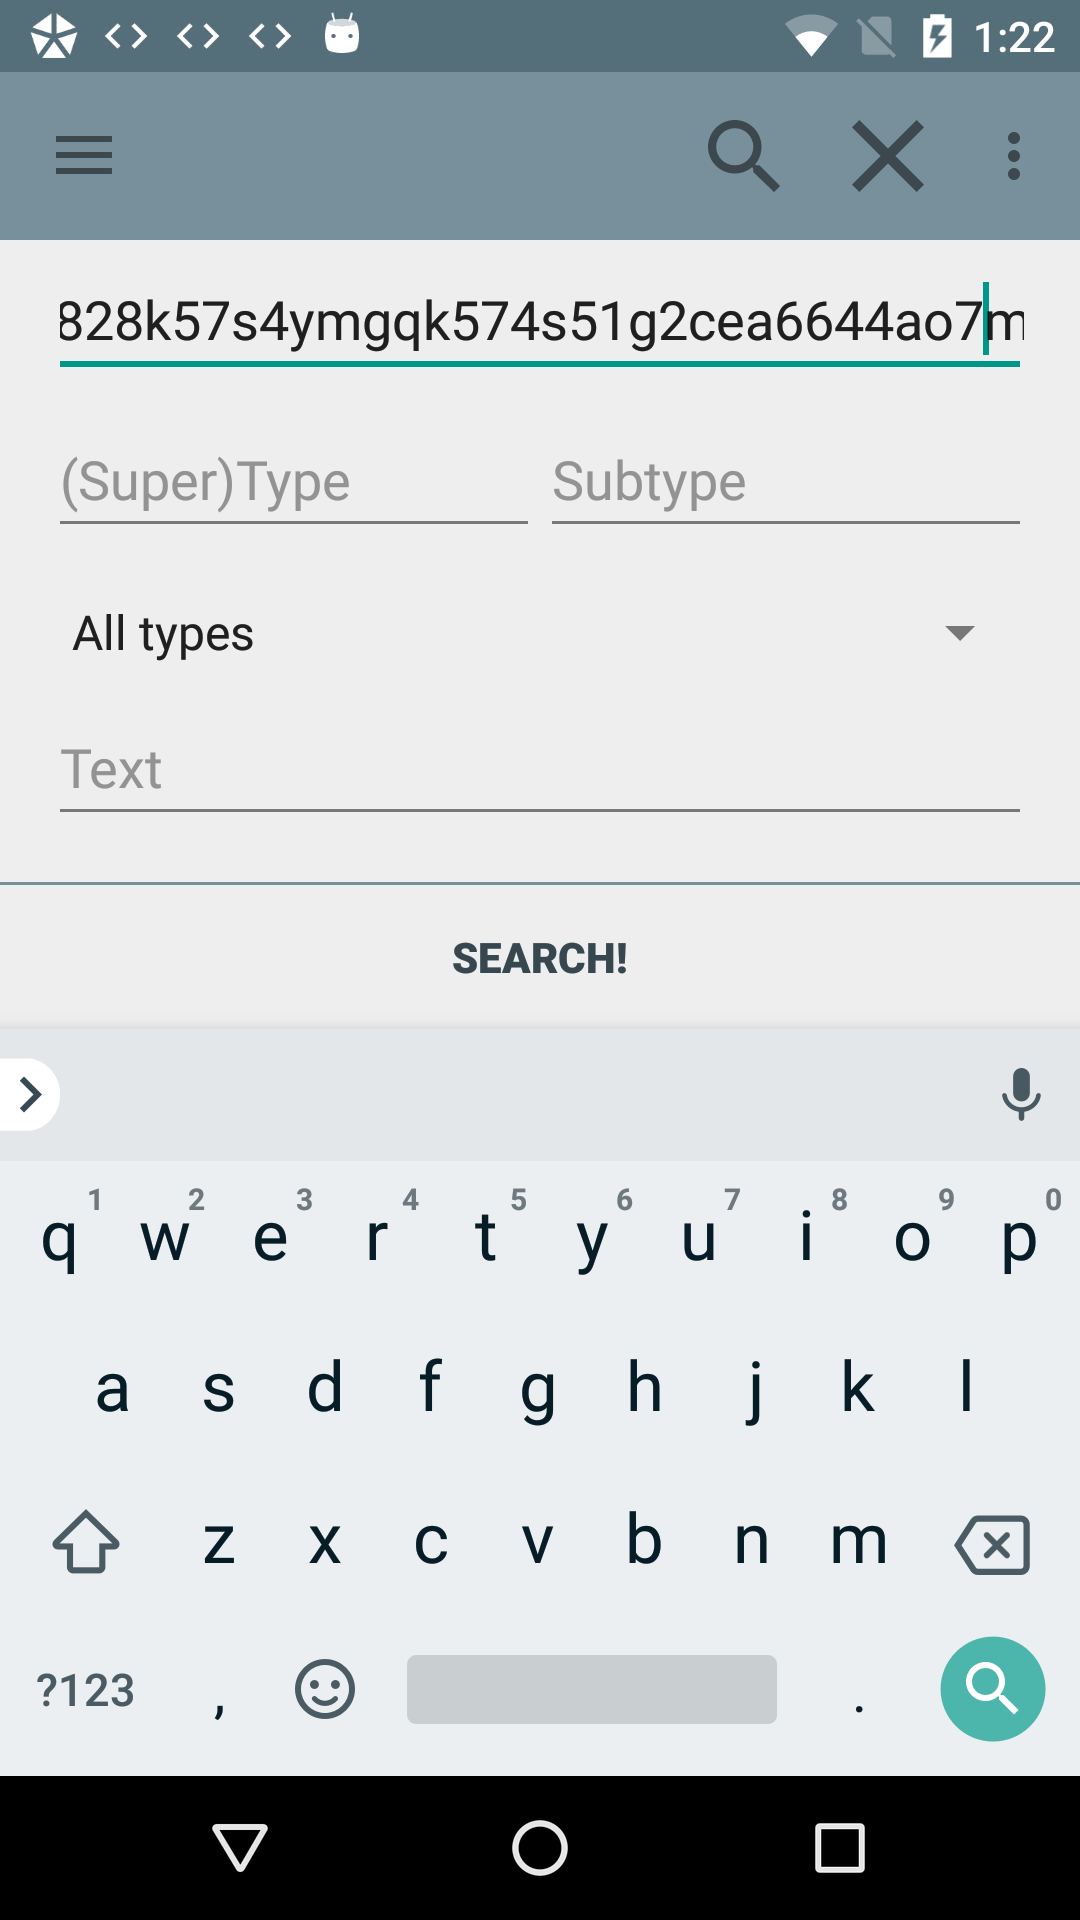 1:22
828k57s4ymgqk574s51g2cea6644ao7m
(Super)Type Subtype
All types
Text
SEARCH!
1 2 3 4 5 6 7 8 9 0
q w e r t y u i o p
a s d f g h j k l
z x c v b n m
?123 , .